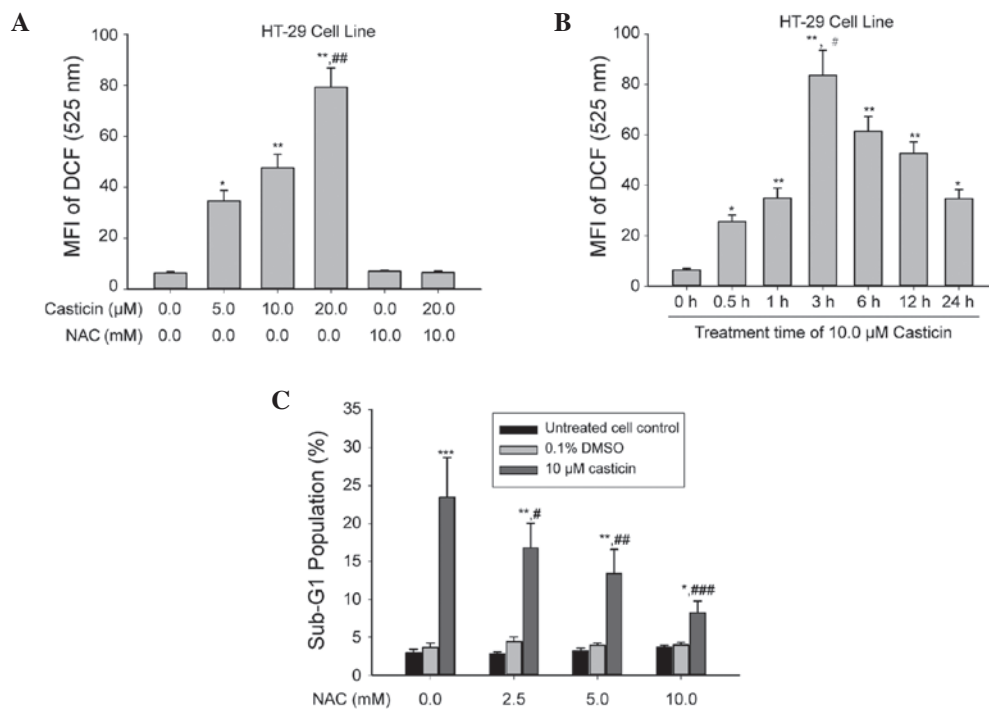 A
HT-29 Cell Line
MFI of DCF (525 nm)
100
80
60
40
20
0
*
**
**,##
Casticin (µM) 0.0 5.0 10.0 20.0 0.0 20.0
NAC (mM) 0.0 0.0 0.0 0.0 10.0 10.0
B
HT-29 Cell Line
MFI of DCF (525 nm)
100
80
60
40
20
0
*
**
**, #
**
**
*
0 h 0.5 h 1 h 3 h 6 h 12 h 24 h
Treatment time of 10.0 µM Casticin
C
Sub-G1 Population (%)
35
30
25
20
15
10
5
0
Untreated cell control
0.1% DMSO
10 µM casticin
***
**,#
**,##
*,###
NAC (mM) 0.0 2.5 5.0 10.0